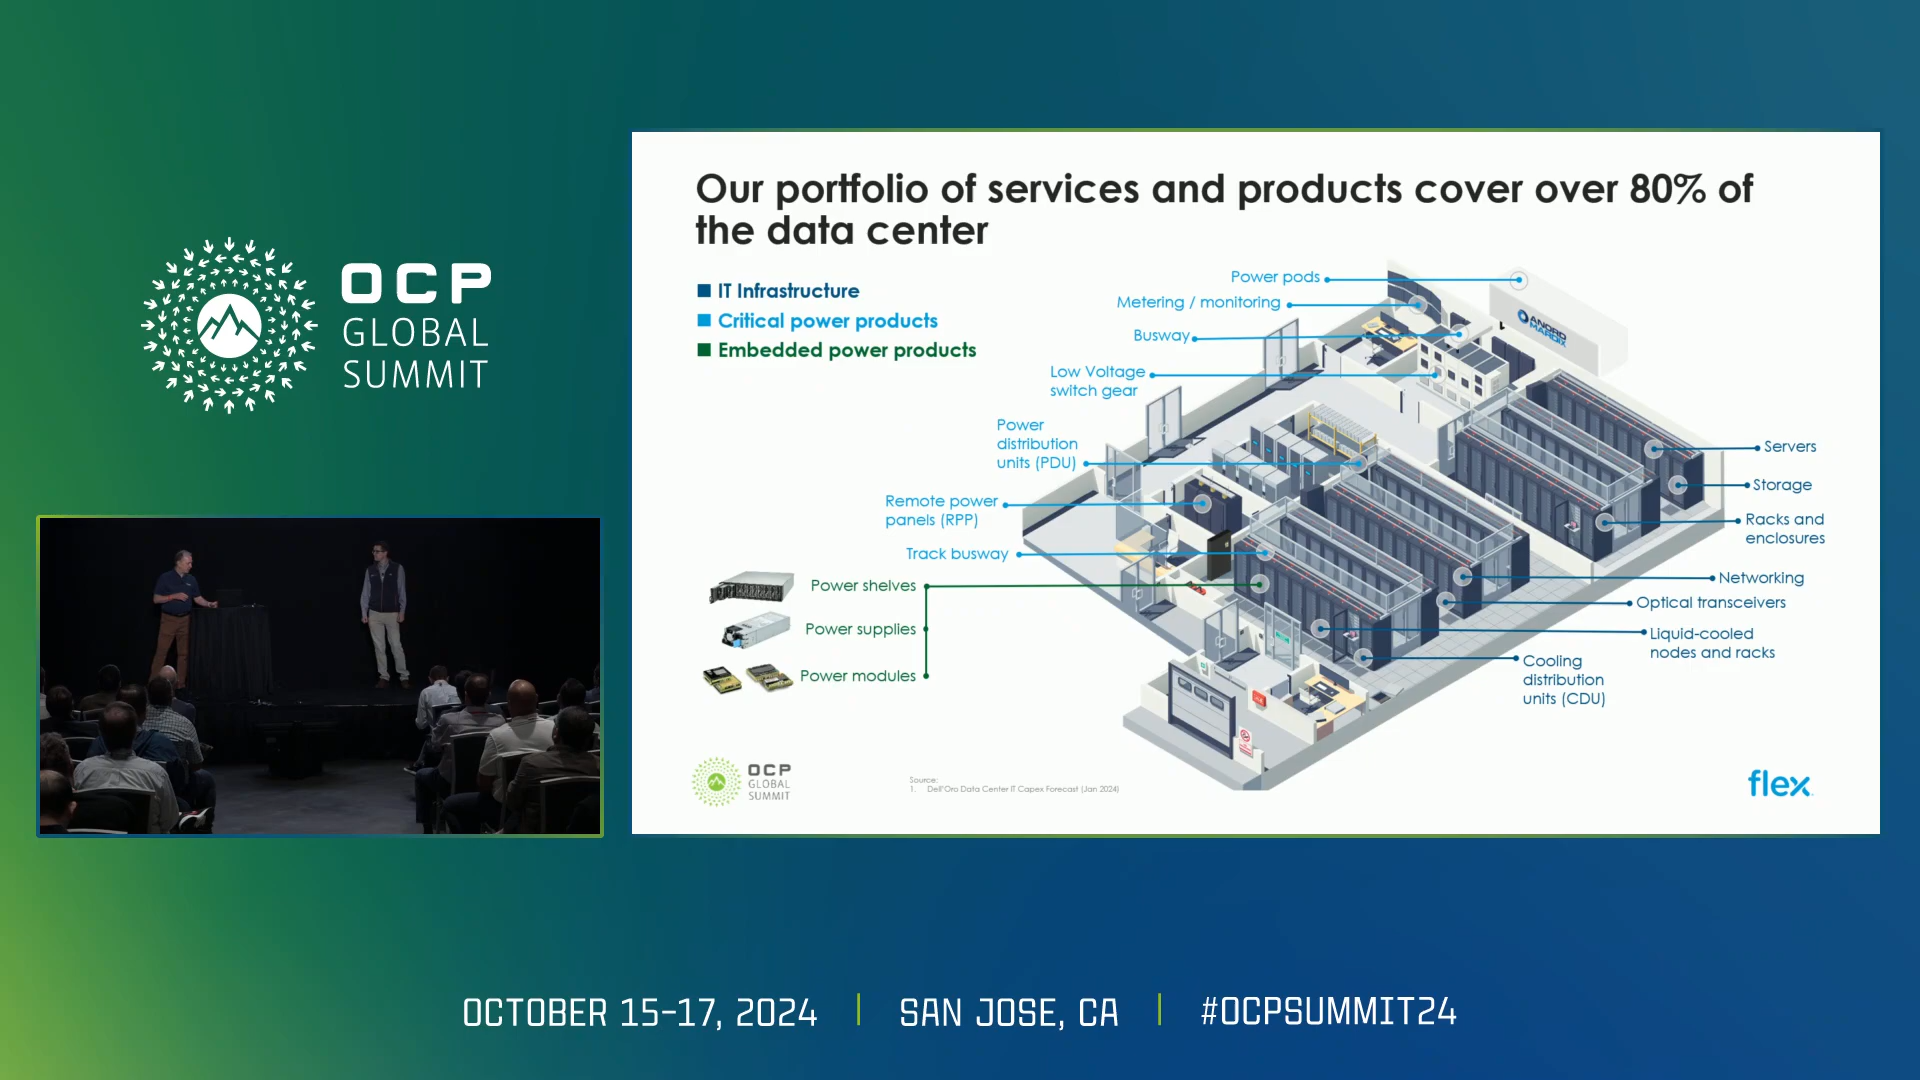 OCP
GLOBAL
SUMMIT
Our portfolio of services and products cover over 80% of
the data center
IT Infrastructure
Critical power products
Embedded power products
Power pods
Metering / monitoring
Busway
Low Voltage
switch gear
Power
distribution
units (PDU)
Remote power
panels (RPP)
Track busway
Power shelves
Power supplies
Power modules
ANORD
MARDIX
Servers
Storage
Racks and
enclosures
Networking
Optical transceivers
Liquid-cooled
nodes and racks
Cooling
distribution
units (CDU)
OCP
GLOBAL
SUMMIT
Source:
1. Dell'Oro Data Center IT Capex Forecast (Jan 2024)
flex
OCTOBER 15-17, 2024 | SAN JOSE, CA | #OCPSUMMIT24